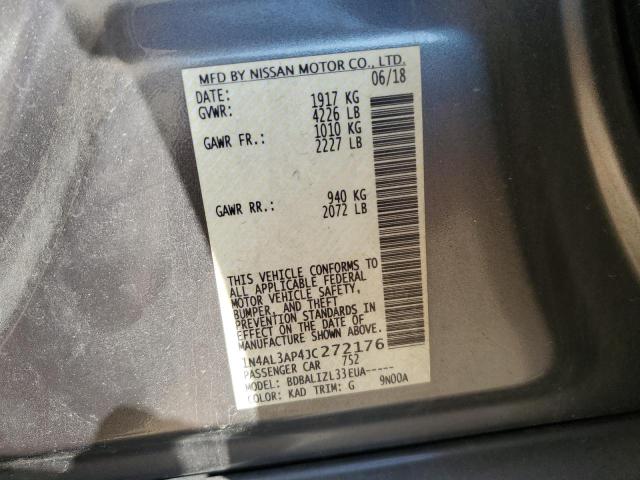 MFD BY NISSAN MOTOR CO., LTD.
DATE: 06/18
GVWR: 1917 KG
4226 LB
GAWR FR.: 1010 KG
2227 LB
GAWR RR.: 940 KG
2072 LB
THIS VEHICLE CONFORMS TO
ALL APPLICABLE FEDERAL
MOTOR VEHICLE SAFETY,
BUMPER, AND THEFT
PREVENTION STANDARDS IN
EFFECT ON THE DATE OF
MANUFACTURE SHOWN ABOVE.
1N4AL3AP4JC272176
PASSENGER CAR 752
MODEL: BDBALIZL33EUA-----
COLOR: KAD TRIM: G 9N00A